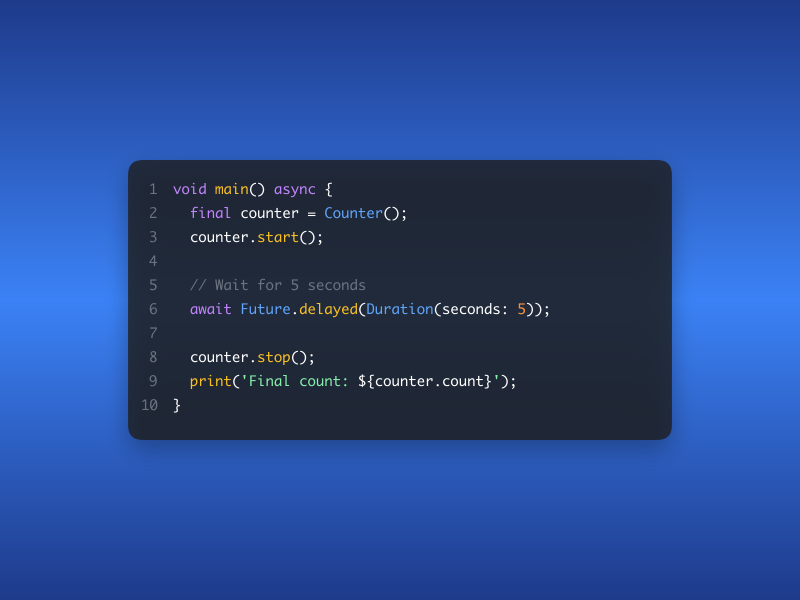 1 void main() async {
2   final counter = Counter();
3   counter.start();
4
5   // Wait for 5 seconds
6   await Future.delayed(Duration(seconds: 5));
7
8   counter.stop();
9   print('Final count: ${counter.count}');
10 }